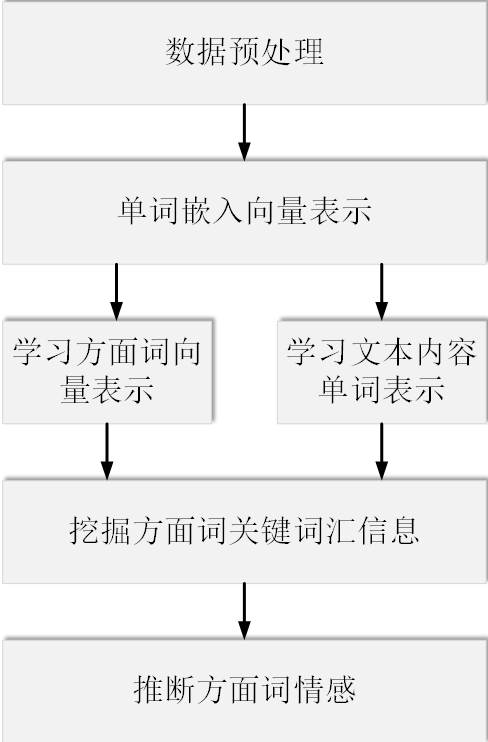 数据预处理
单词嵌入向量表示
学习方面词向
量表示
学习文本内容
单词表示
挖掘方面词关键词汇信息
推断方面词情感